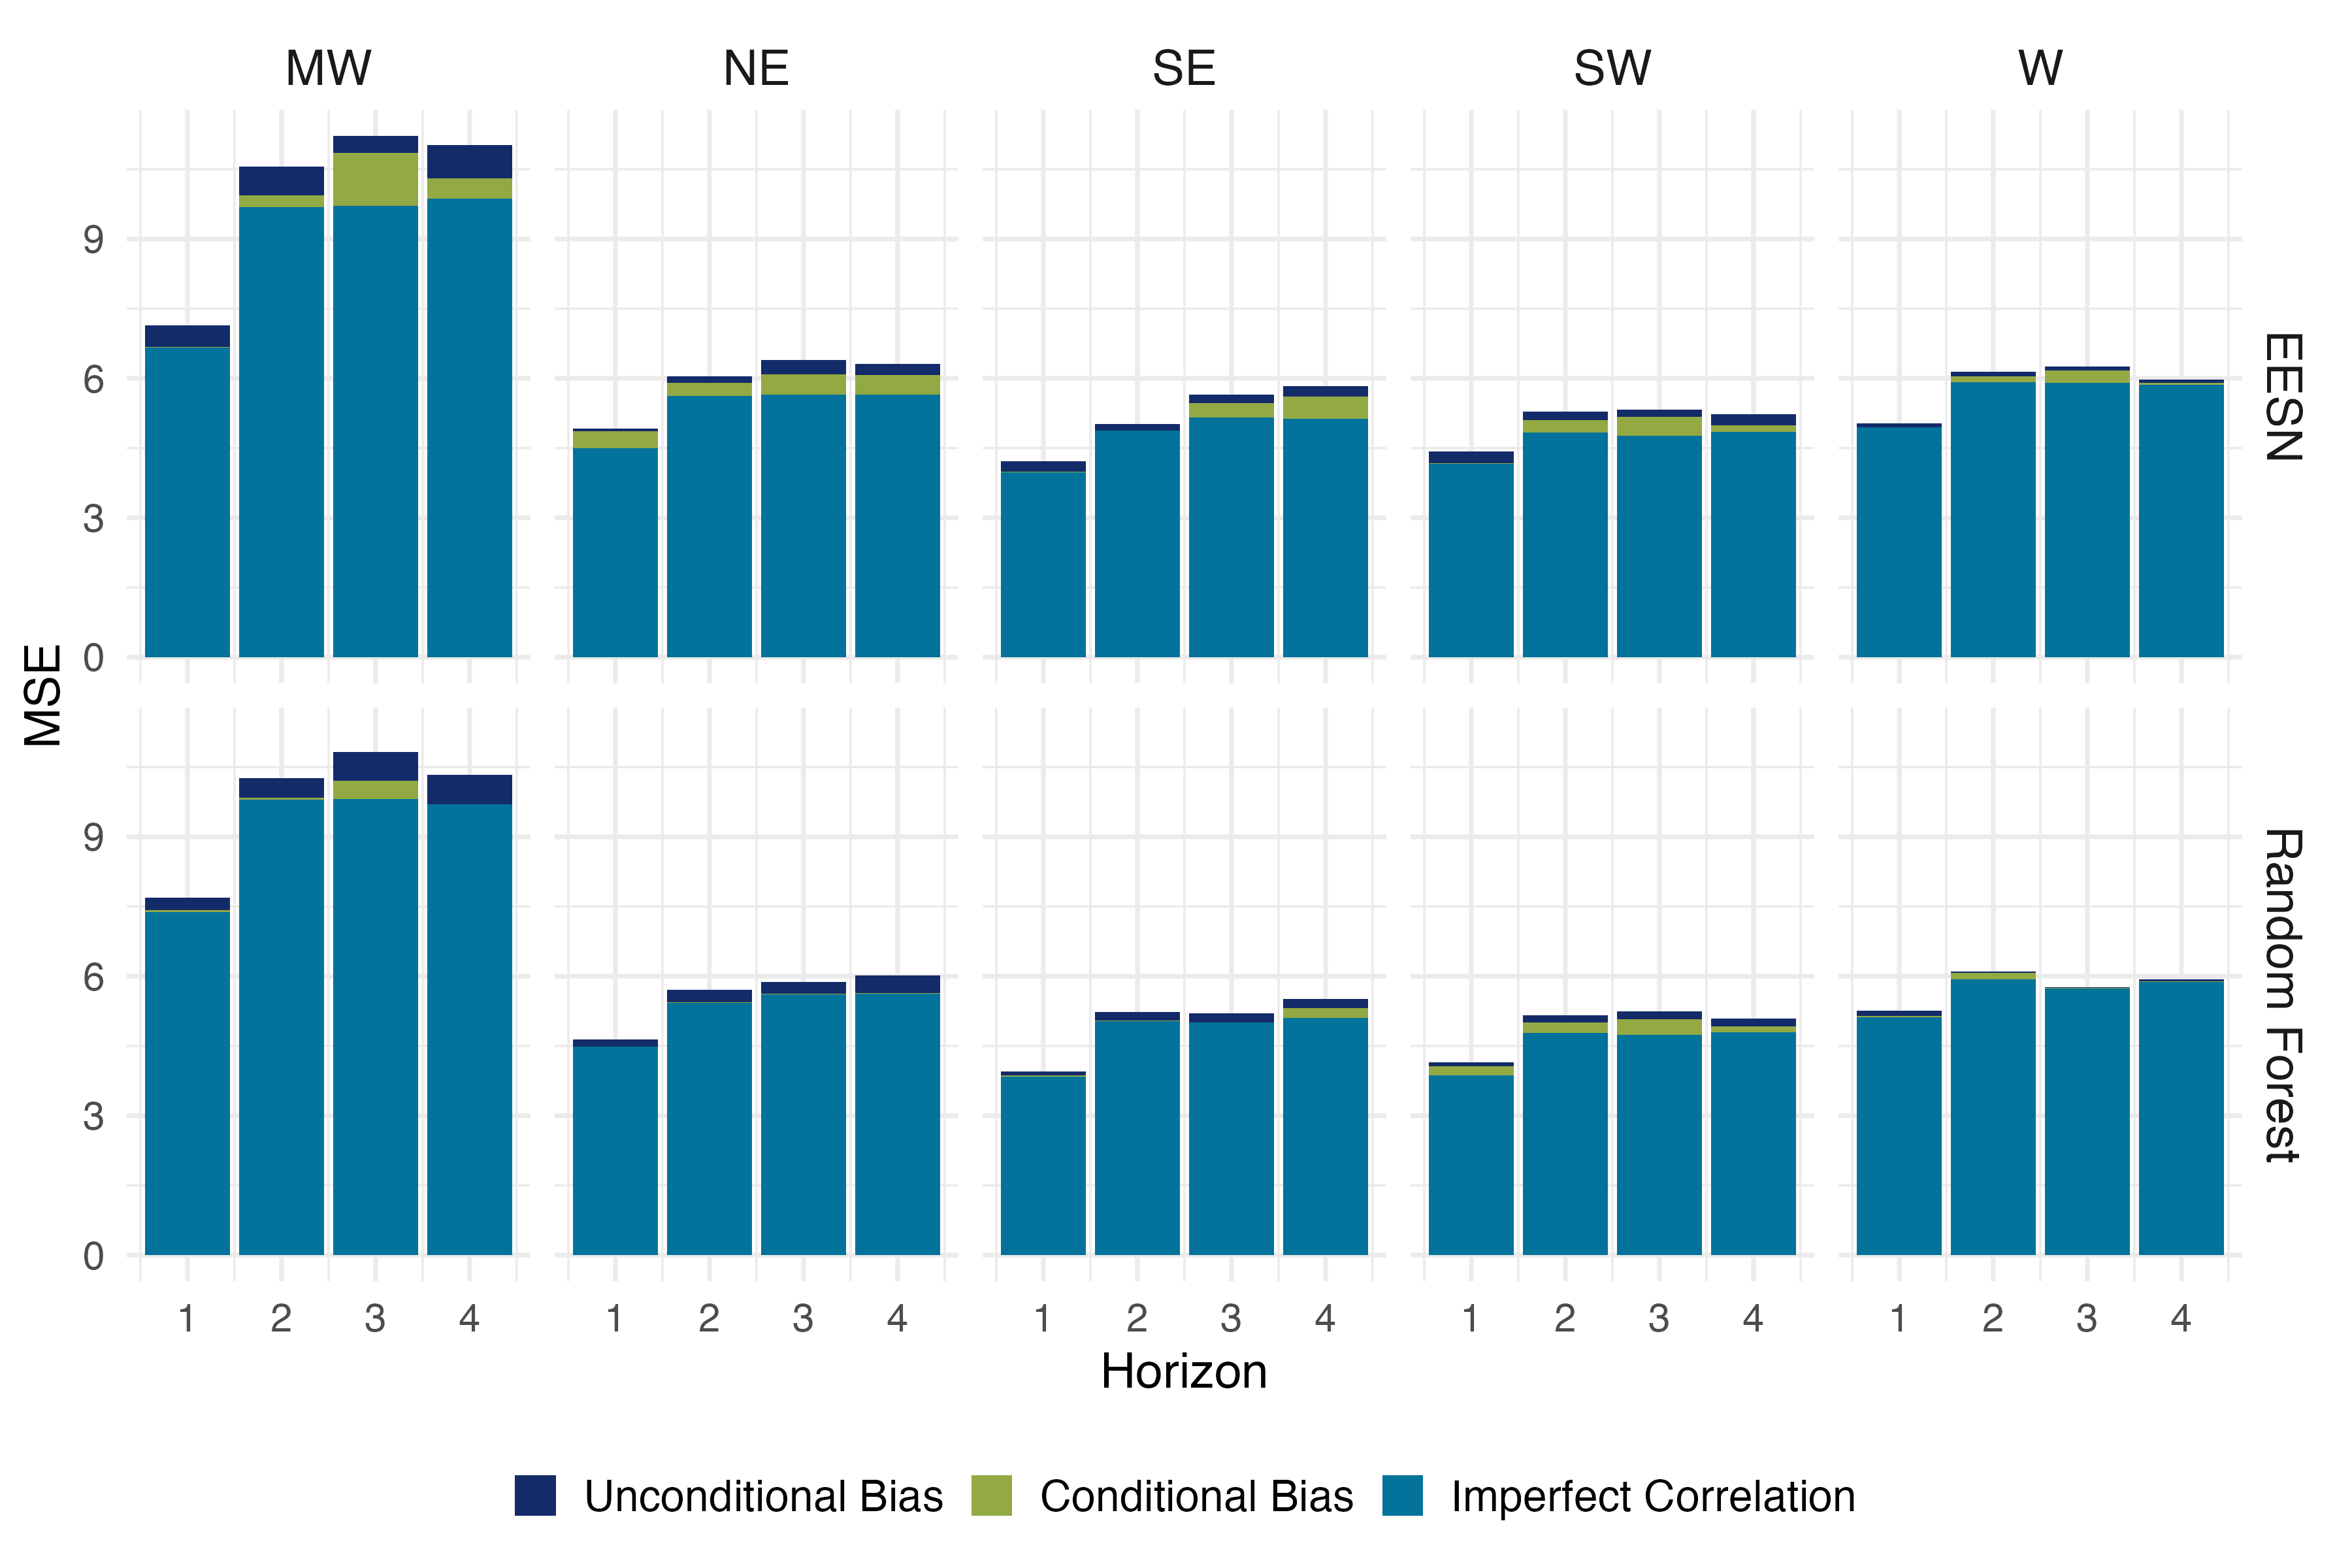 MW NE SE SW W
9
6
3
0
EESN
MSE
9
6
3
0
Random Forest
1 2 3 4 1 2 3 4 1 2 3 4 1 2 3 4 1 2 3 4
Horizon
Unconditional Bias Conditional Bias Imperfect Correlation